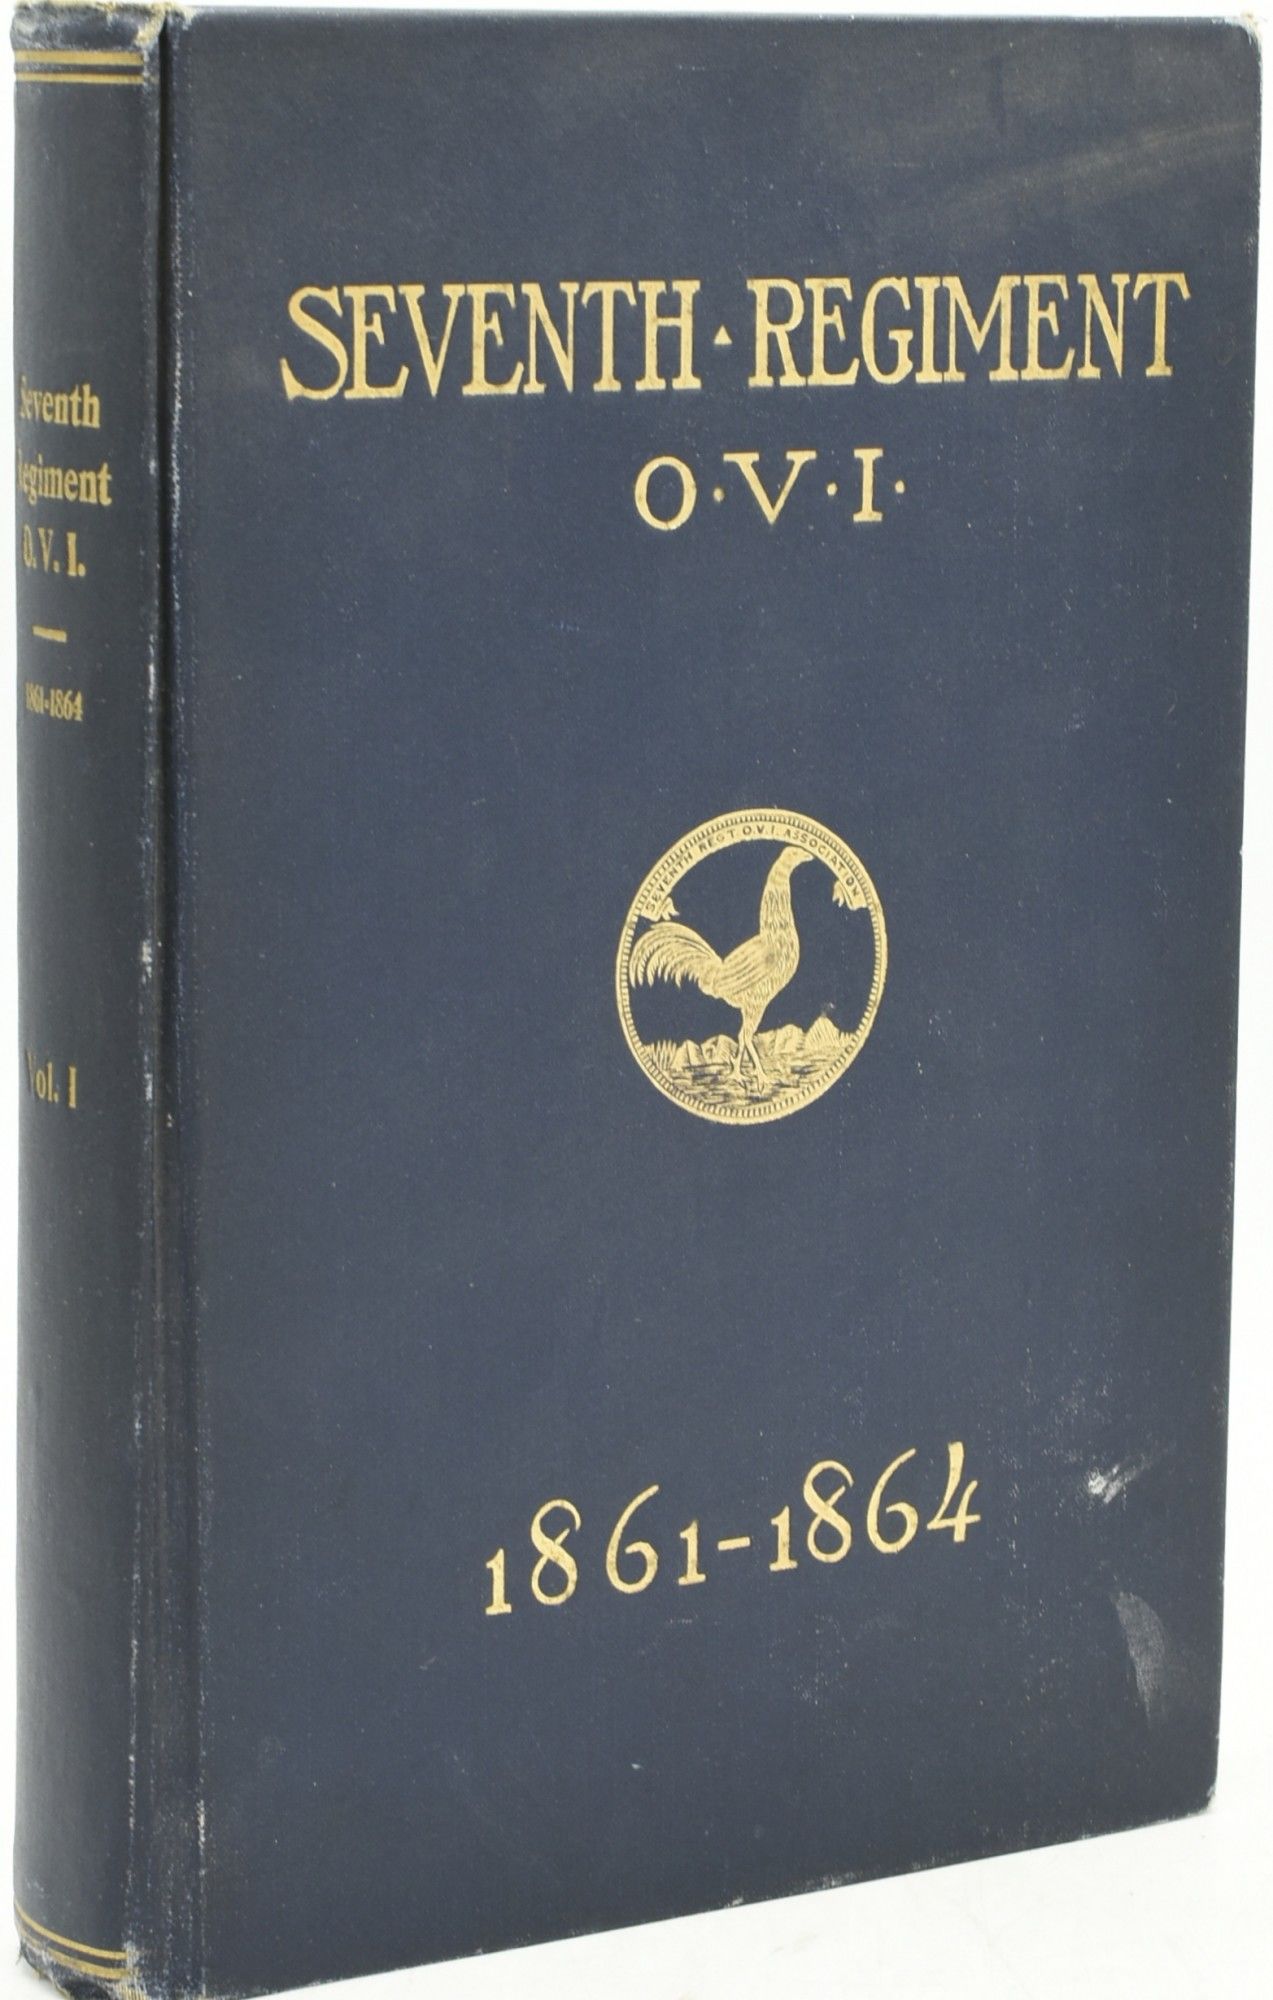 SEVENTH · REGIMENT
O · V · I ·
SEVENTH REGT. O.V.I. ASSOCIATION
1861-1864
Seventh
Regiment
O.V.I.
1861-1864
Vol. I